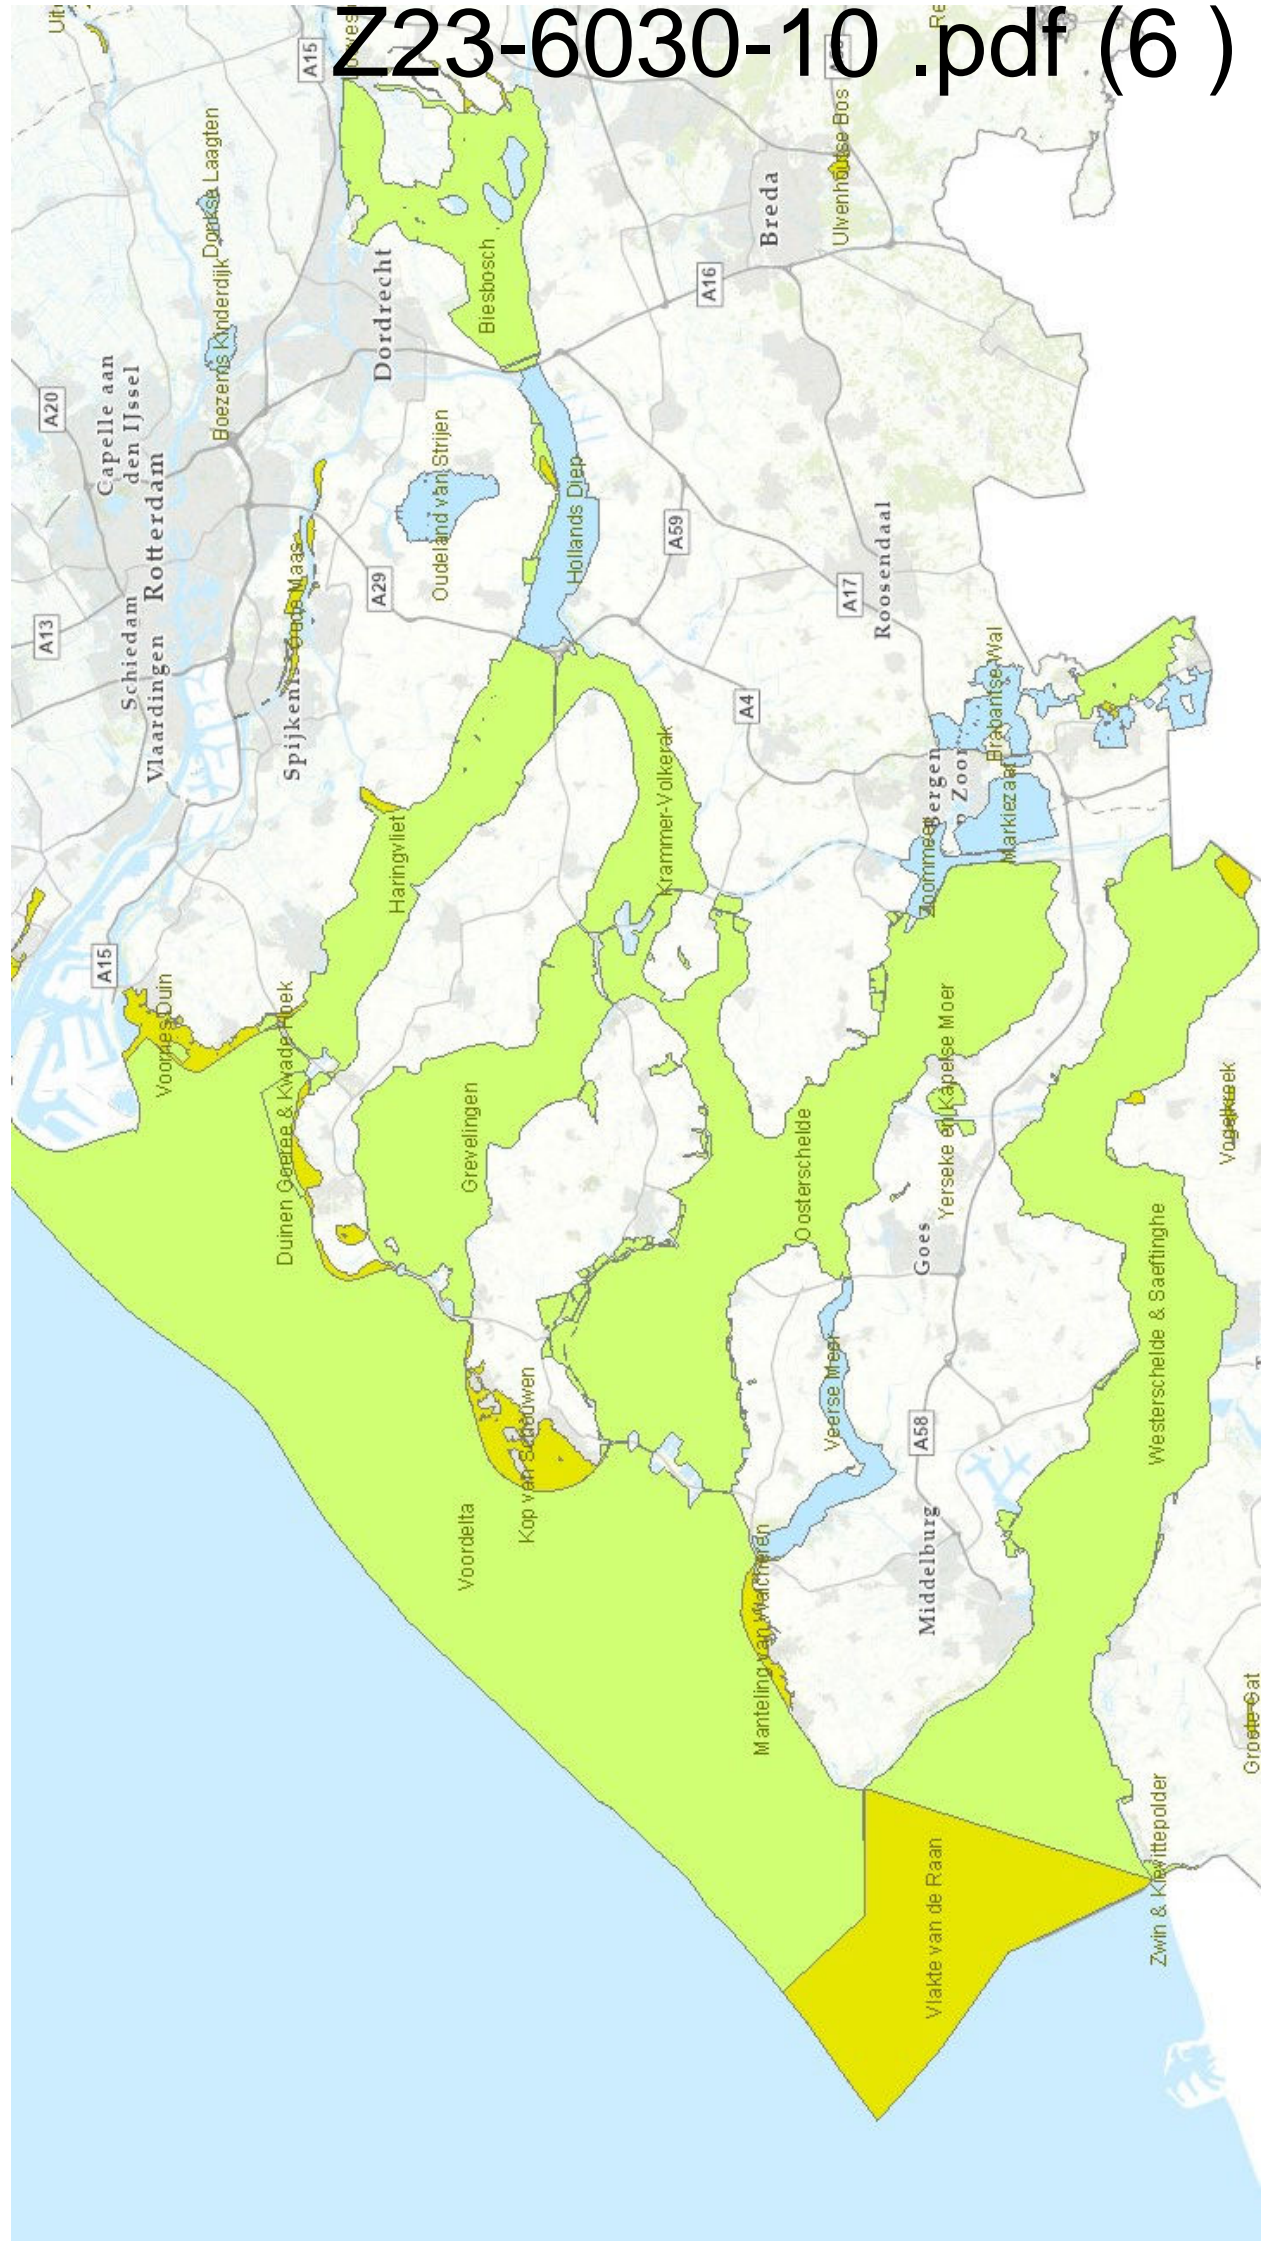 Z23-6030-10 .pdf (6 )
A15
Donkse Laagten
Boezems Kinderdijk
A20
Capelle aan
den IJssel
Rotterdam
A13
Schiedam
Vlaardingen
Spijkenis
Oude Maas
A29
Dordrecht
Biesbosch
Oudeland van Strijen
Hollands Diep
Ulvenhoutse Bos
Breda
A16
A59
A17
Roosendaal
A4
Brabantse Wal
Bergen
Markiezaat
Zoommeer
Krammer-Volkerak
Haringvliet
A15
Voornes Duin
Duinen Goeree & Kwade Hoek
Grevelingen
Oosterschelde
Yerseke en Kapelse Moer
Vogelkreek
Goes
Veerse Meer
A58
Westerschelde & Saeftinghe
Kop van Schouwen
Voordelta
Manteling van Walcheren
Middelburg
Groote Gat
Vlakte van de Raan
Zwin & Kievittepolder